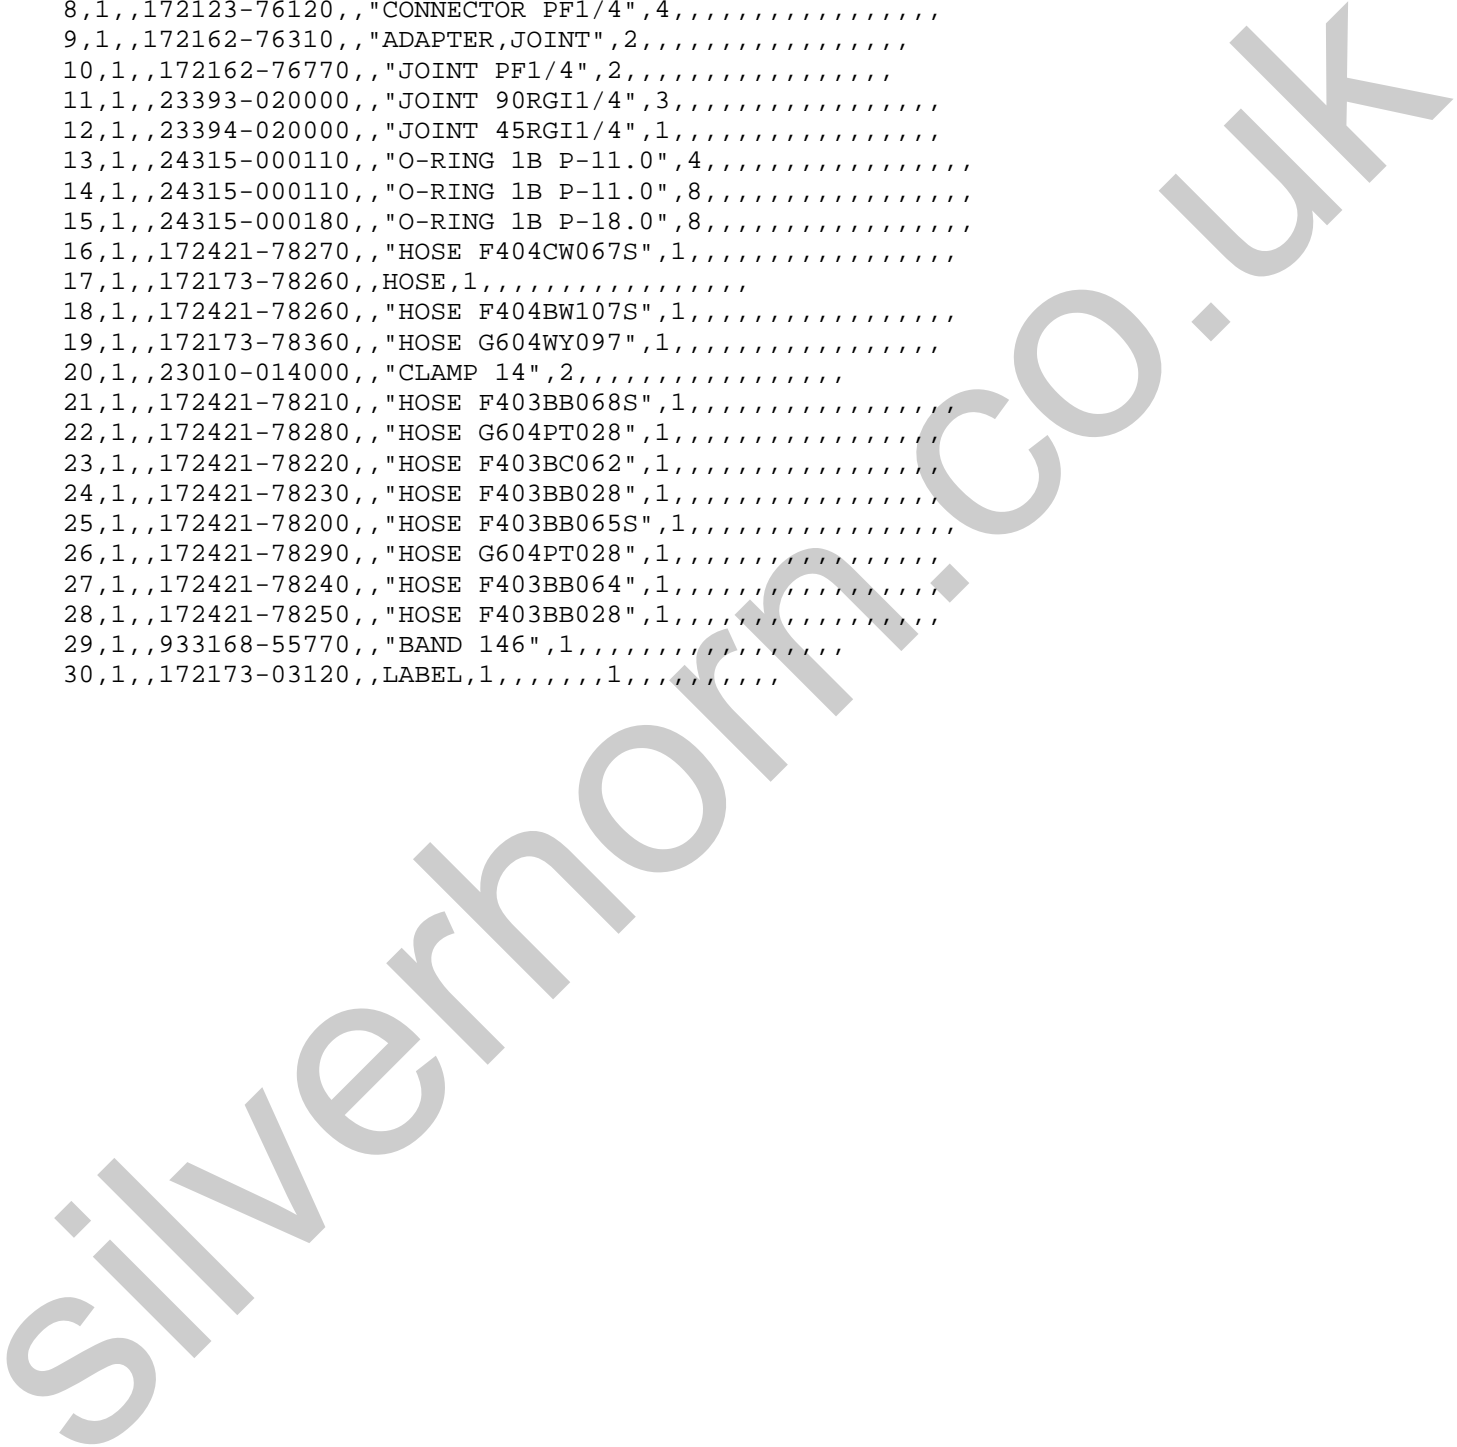 8,1,,172123-76120,,"CONNECTOR PF1/4",4,,,,,,,,,,,,,,,,,
9,1,,172162-76310,,"ADAPTER,JOINT",2,,,,,,,,,,,,,,,,,
10,1,,172162-76770,,"JOINT PF1/4",2,,,,,,,,,,,,,,,,,
11,1,,23393-020000,,"JOINT 90RGI1/4",3,,,,,,,,,,,,,,,,,
12,1,,23394-020000,,"JOINT 45RGI1/4",1,,,,,,,,,,,,,,,,,
13,1,,24315-000110,,"O-RING 1B P-11.0",4,,,,,,,,,,,,,,,,,
14,1,,24315-000110,,"O-RING 1B P-11.0",8,,,,,,,,,,,,,,,,,
15,1,,24315-000180,,"O-RING 1B P-18.0",8,,,,,,,,,,,,,,,,,
16,1,,172421-78270,,"HOSE F404CW067S",1,,,,,,,,,,,,,,,,,
17,1,,172173-78260,,HOSE,1,,,,,,,,,,,,,,,,,
18,1,,172421-78260,,"HOSE F404BW107S",1,,,,,,,,,,,,,,,,,
19,1,,172173-78360,,"HOSE G604WY097",1,,,,,,,,,,,,,,,,,
20,1,,23010-014000,,"CLAMP 14",2,,,,,,,,,,,,,,,,,
21,1,,172421-78210,,"HOSE F403BB068S",1,,,,,,,,,,,,,,,,,
22,1,,172421-78280,,"HOSE G604PT028",1,,,,,,,,,,,,,,,,,
23,1,,172421-78220,,"HOSE F403BC062",1,,,,,,,,,,,,,,,,,
24,1,,172421-78230,,"HOSE F403BB028",1,,,,,,,,,,,,,,,,,
25,1,,172421-78200,,"HOSE F403BB065S",1,,,,,,,,,,,,,,,,,
26,1,,172421-78290,,"HOSE G604PT028",1,,,,,,,,,,,,,,,,,
27,1,,172421-78240,,"HOSE F403BB064",1,,,,,,,,,,,,,,,,,
28,1,,172421-78250,,"HOSE F403BB028",1,,,,,,,,,,,,,,,,,
29,1,,933168-55770,,"BAND 146",1,,,,,,,,,,,,,,,,,
30,1,,172173-03120,,LABEL,1,,,,,,,1,,,,,,,,,,
silverhorn.co.uk